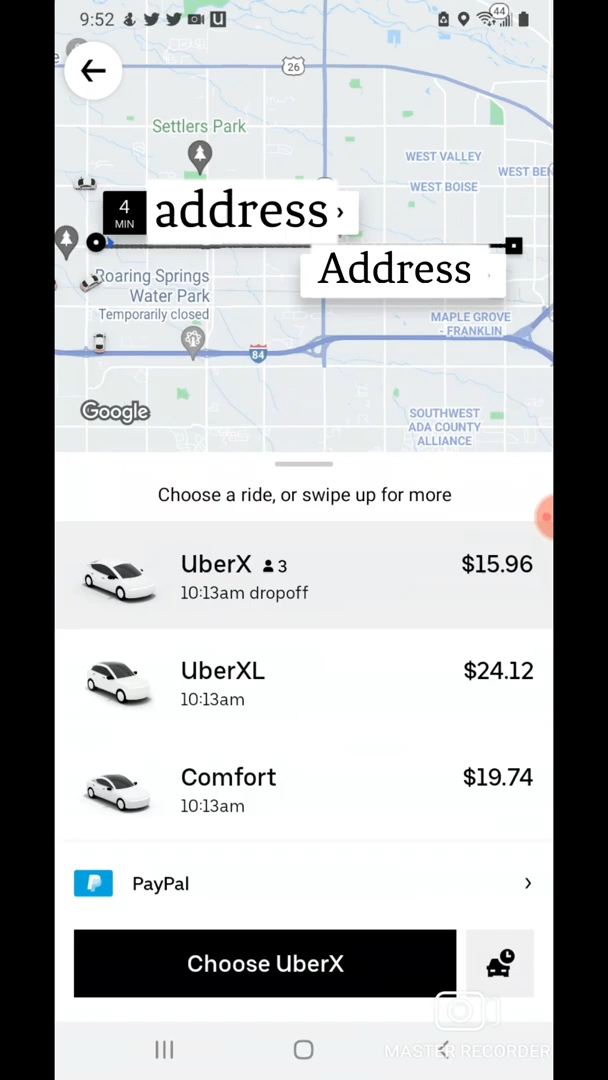 9:52
44
26
Settlers Park
WEST VALLEY
WEST BEN
WEST BOISE
4
MIN
address
Address
Roaring Springs
Water Park
Temporarily closed
MAPLE GROVE
- FRANKLIN
84
Google
SOUTHWEST
ADA COUNTY
ALLIANCE
Choose a ride, or swipe up for more
UberX 3 $15.96
10:13am dropoff
UberXL $24.12
10:13am
Comfort $19.74
10:13am
PayPal
Choose UberX
MASTER RECORDER